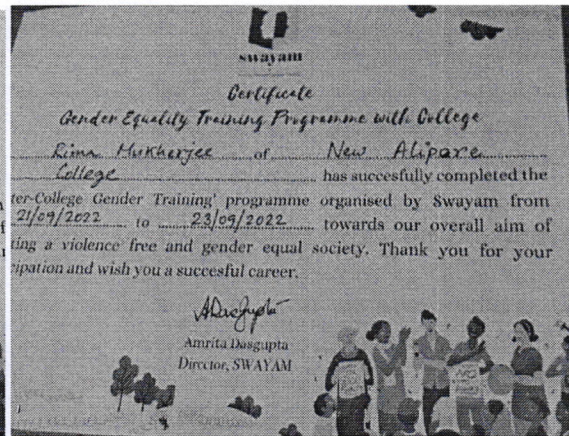 swayam
Certificate
Gender Equality Training Programme with College
Rima Mukherjee of New Alipore
College has succesfully completed the
ter-College Gender Training' programme organised by Swayam from
21/09/2022 to 23/09/2022 towards our overall aim of
ing a violence free and gender equal society. Thank you for your
cipation and wish you a succesful career.
ADasgupta
Amrita Dasgupta
Director, SWAYAM